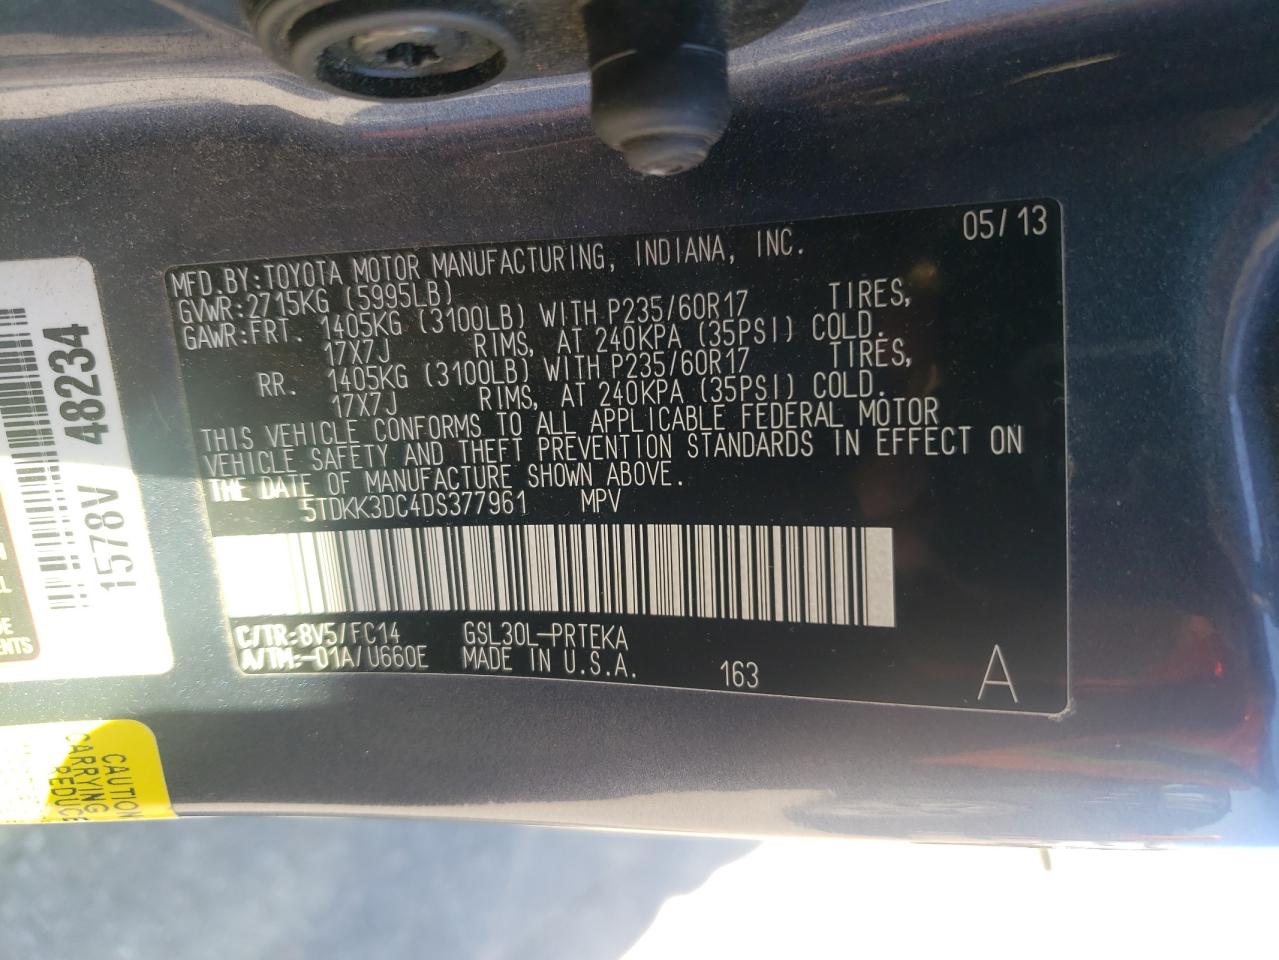 05/13
MFD.BY:TOYOTA MOTOR MANUFACTURING, INDIANA, INC.
GVWR:2715KG (5995LB)
GAWR:FRT. 1405KG (3100LB) WITH P235/60R17 TIRES,
17X7J RIMS, AT 240KPA (35PSI) COLD.
RR. 1405KG (3100LB) WITH P235/60R17 TIRES,
17X7J RIMS, AT 240KPA (35PSI) COLD.
THIS VEHICLE CONFORMS TO ALL APPLICABLE FEDERAL MOTOR
VEHICLE SAFETY AND THEFT PREVENTION STANDARDS IN EFFECT ON
THE DATE OF MANUFACTURE SHOWN ABOVE.
5TDKK3DC4DS377961 MPV
C/TR:8V5/FC14 GSL30L-PRTEKA
A/TM:-01A/U660E MADE IN U.S.A. 163 A
48234
1578V
CAUTION
CARRYING
REDUCE